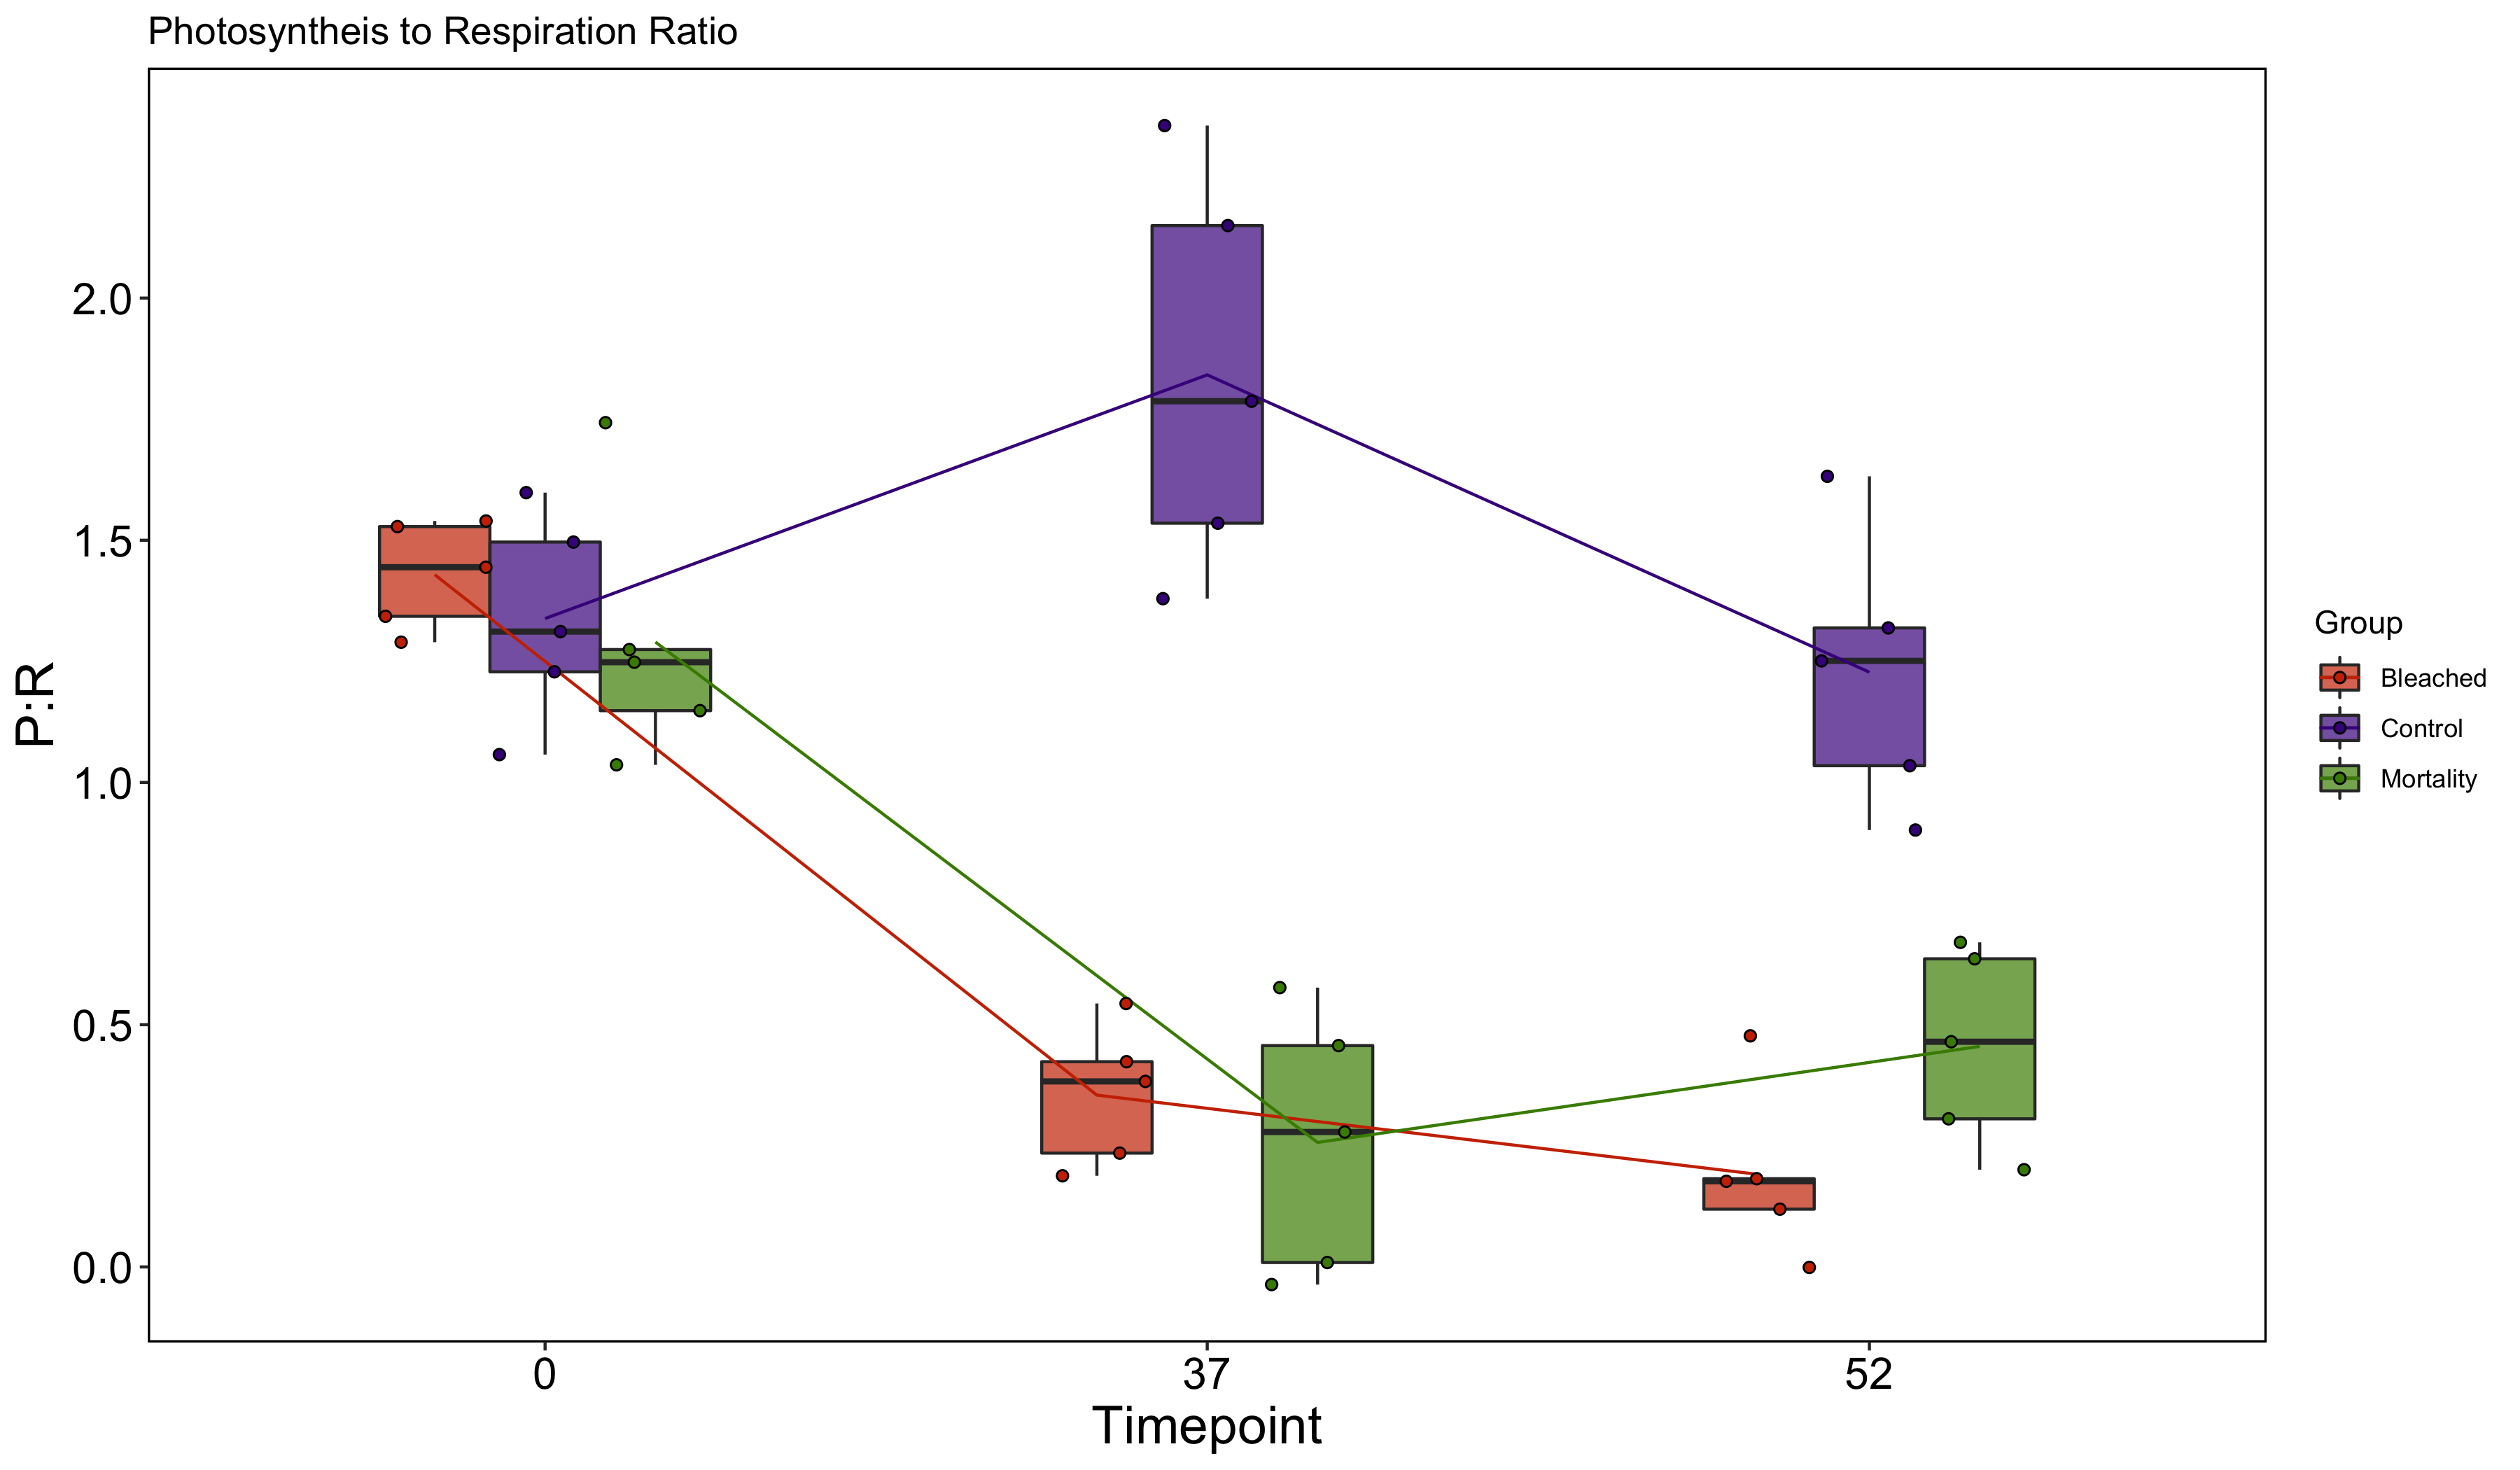 Photosyntheis to Respiration Ratio
P:R
2.0
1.5
1.0
0.5
0.0
0
37
52
Timepoint
Group
Bleached
Control
Mortality